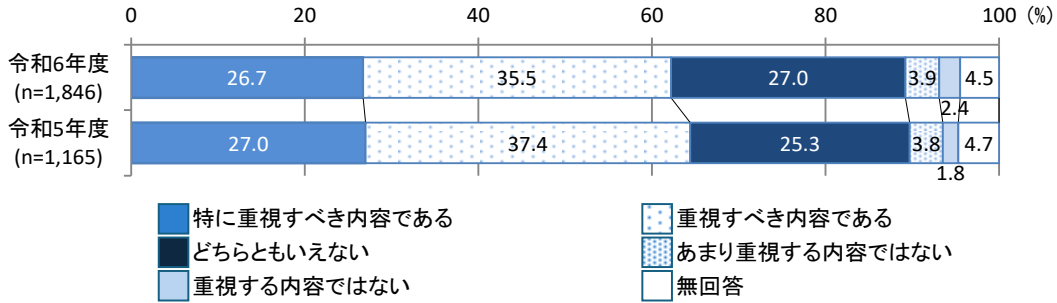 0 20 40 60 80 100 (%)
令和6年度 26.7 35.5 27.0 3.9 4.5
(n=1,846) 2.4
令和5年度 27.0 37.4 25.3 3.8 4.7
(n=1,165) 1.8
特に重視すべき内容である 重視すべき内容である
どちらともいえない あまり重視する内容ではない
重視する内容ではない 無回答